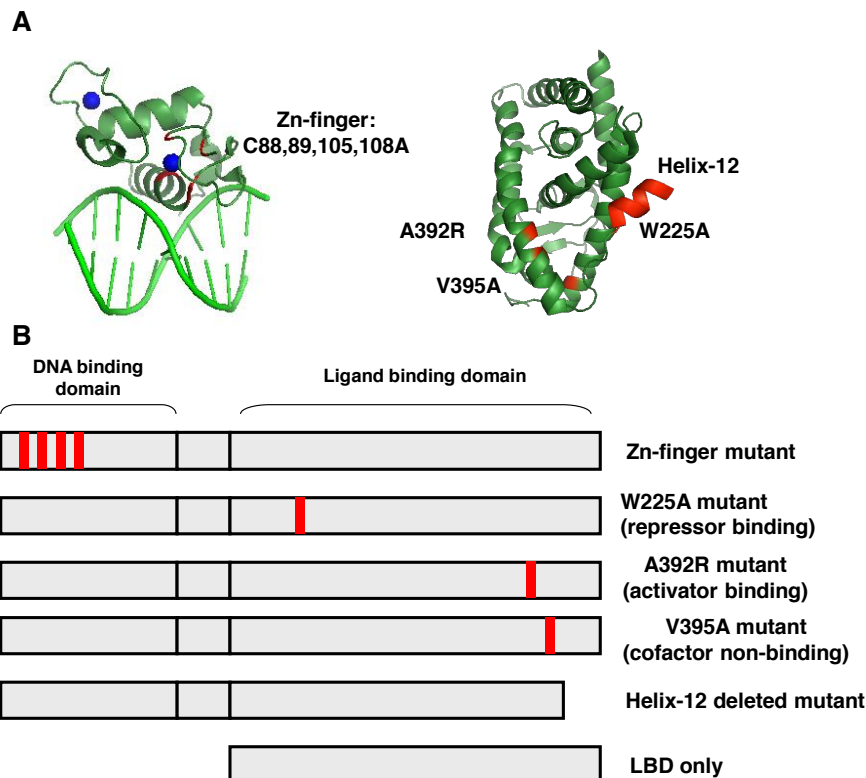 A
Zn-finger:
C88,89,105,108A
Helix-12
A392R
W225A
V395A
B
DNA binding
domain
Ligand binding domain
Zn-finger mutant
W225A mutant
(repressor binding)
A392R mutant
(activator binding)
V395A mutant
(cofactor non-binding)
Helix-12 deleted mutant
LBD only